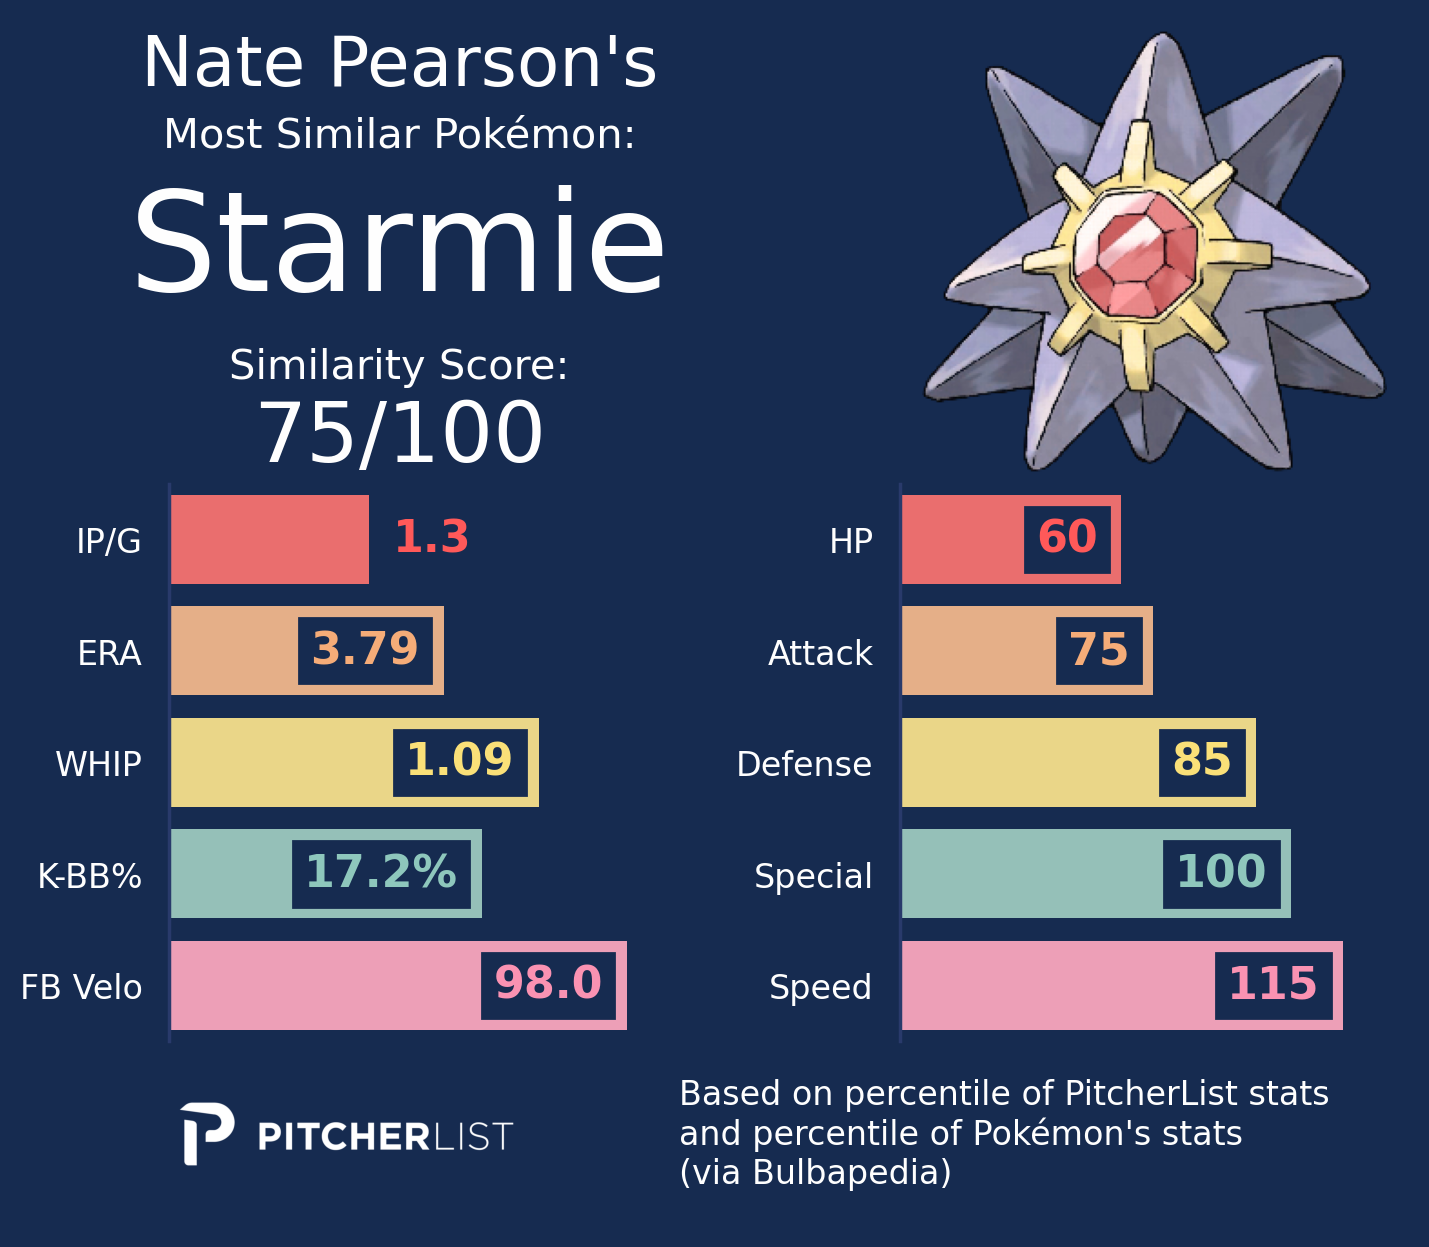 Nate Pearson's
Most Similar Pokémon:
Starmie
Similarity Score:
75/100
IP/G 1.3
ERA 3.79
WHIP 1.09
K-BB% 17.2%
FB Velo 98.0
HP 60
Attack 75
Defense 85
Special 100
Speed 115
PITCHERLIST
Based on percentile of PitcherList stats
and percentile of Pokémon's stats
(via Bulbapedia)